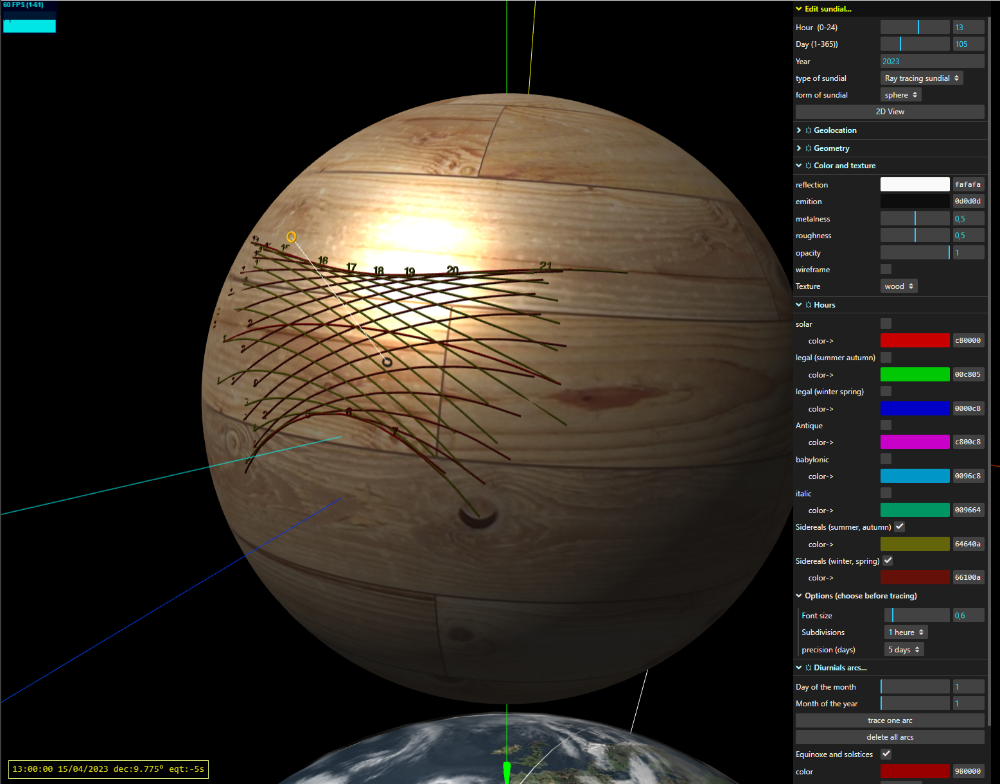 60 FPS (1-61)
Edit sundial...
Hour (0-24) 13
Day (1-365)) 105
Year 2023
type of sundial Ray tracing sundial
form of sundial sphere
2D View
Geolocation
Geometry
Color and texture
reflection fafafa
emition 0d0d0d
metalness 0,5
roughness 0,5
opacity 1
wireframe
Texture wood
Hours
solar
color-> c80000
legal (summer autumn)
color-> 00c805
legal (winter spring)
color-> 0000c8
Antique
color-> c800c8
babylonic
color-> 0096c8
italic
color-> 009664
Sidereals (summer, autumn)
color-> 64640a
Sidereals (winter, spring)
color-> 66100a
Options (choose before tracing)
Font size 0,6
Subdivisions 1 heure
precision (days) 5 days
Diurnials arcs...
Day of the month 1
Month of the year 1
trace one arc
delete all arcs
Equinoxe and solstices
color 980000
16 17 18 19 20 21
6 7
13:00:00 15/04/2023 dec:9.775° eqt:-5s